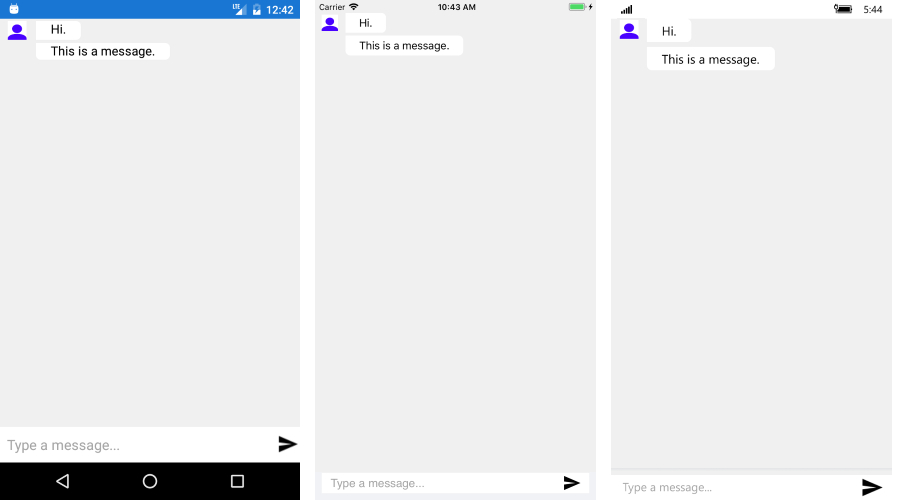 LTE 12:42
Hi.
This is a message.
Type a message...
Carrier 10:43 AM
Hi.
This is a message.
Type a message...
5:44
Hi.
This is a message.
Type a message...